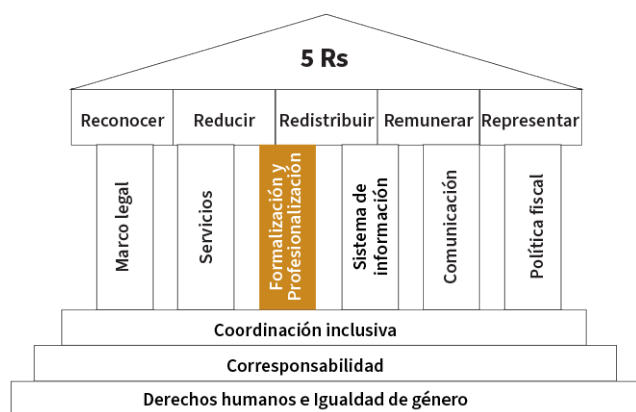 5 Rs
Reconocer
Reducir
Redistribuir
Remunerar
Representar
Marco legal
Servicios
Formalización y
Profesionalización
Sistema de
información
Comunicación
Política fiscal
Coordinación inclusiva
Corresponsabilidad
Derechos humanos e Igualdad de género